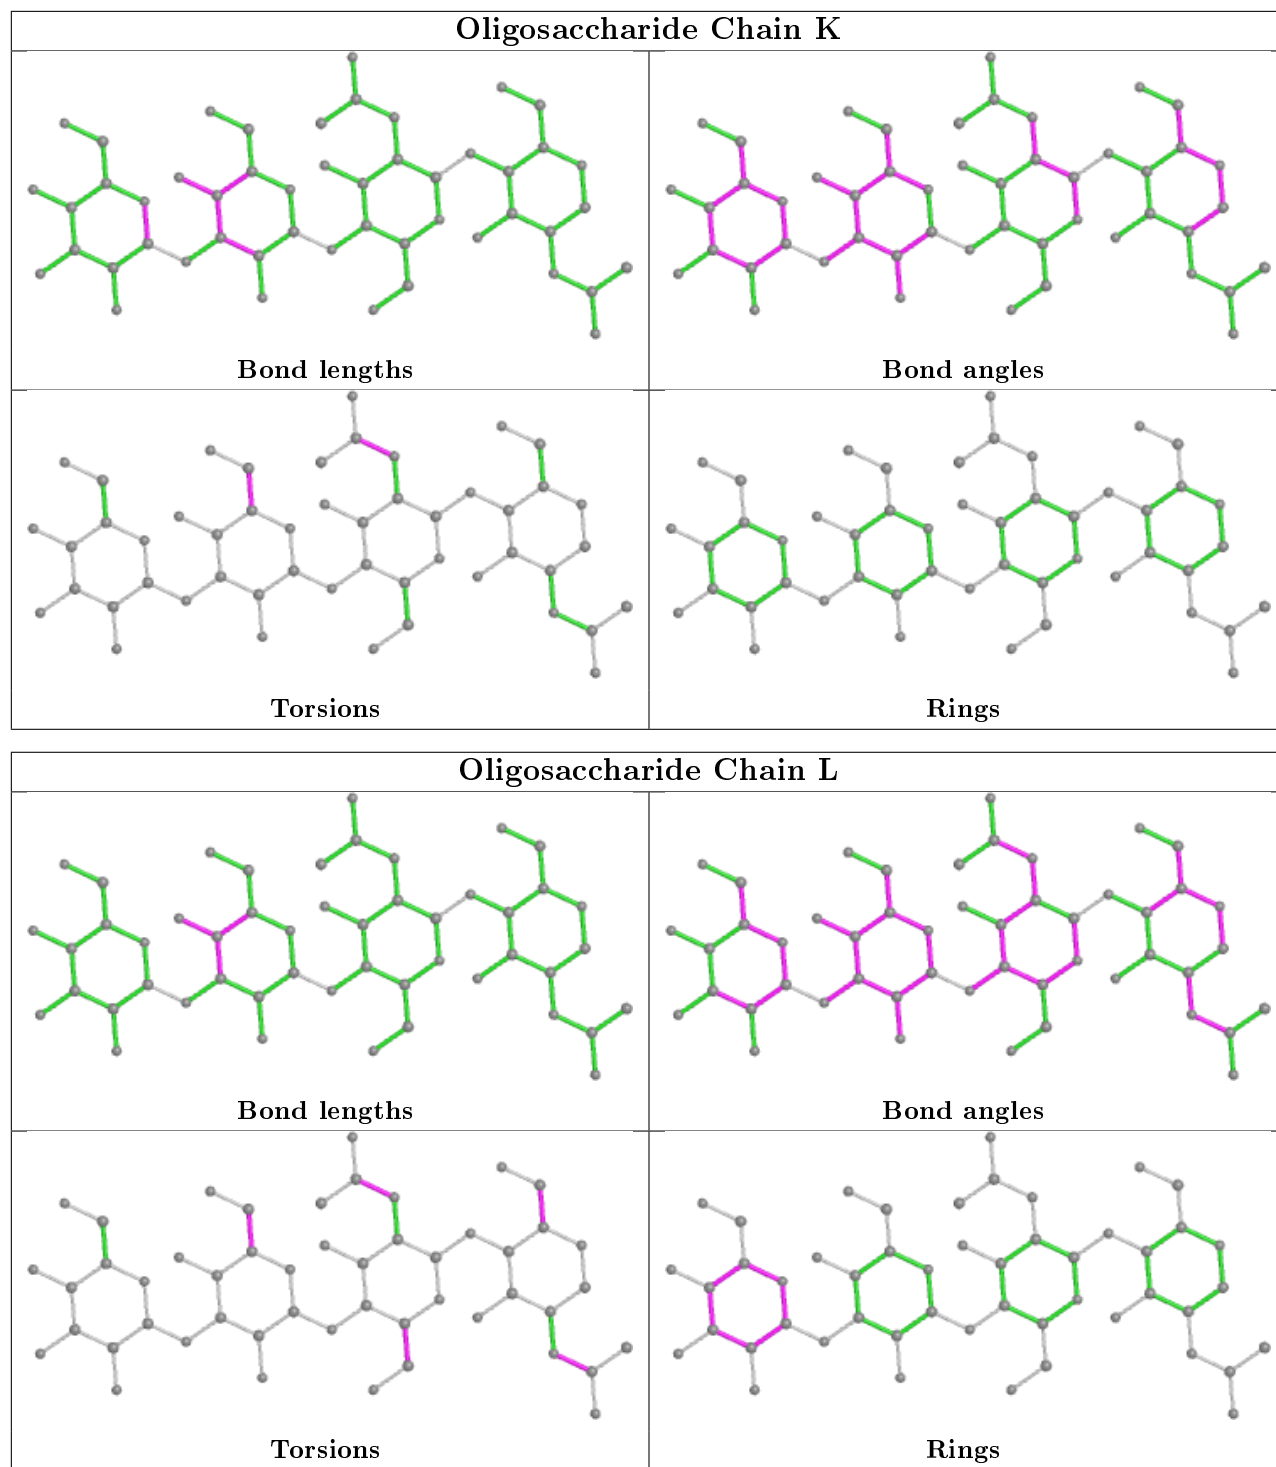 Oligosaccharide Chain K
Bond lengths
Bond angles
Torsions
Rings
Oligosaccharide Chain L
Bond lengths
Bond angles
Torsions
Rings